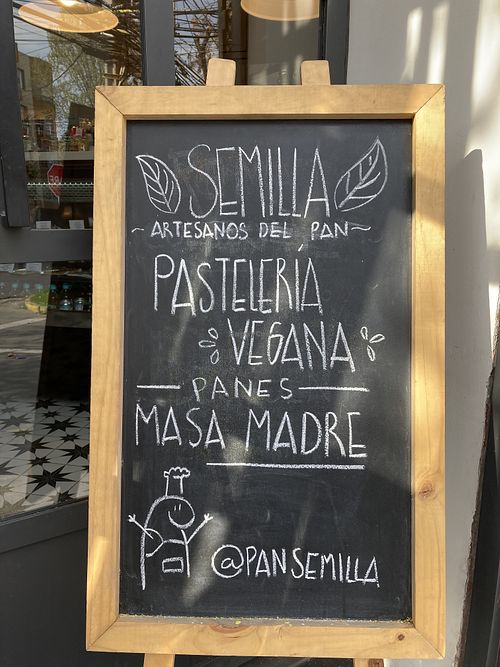 SEMILLA
~ ARTESANOS DEL PAN ~
PASTELERÍA
VEGANA
PANES
MASA MADRE
@PANSEMILLA